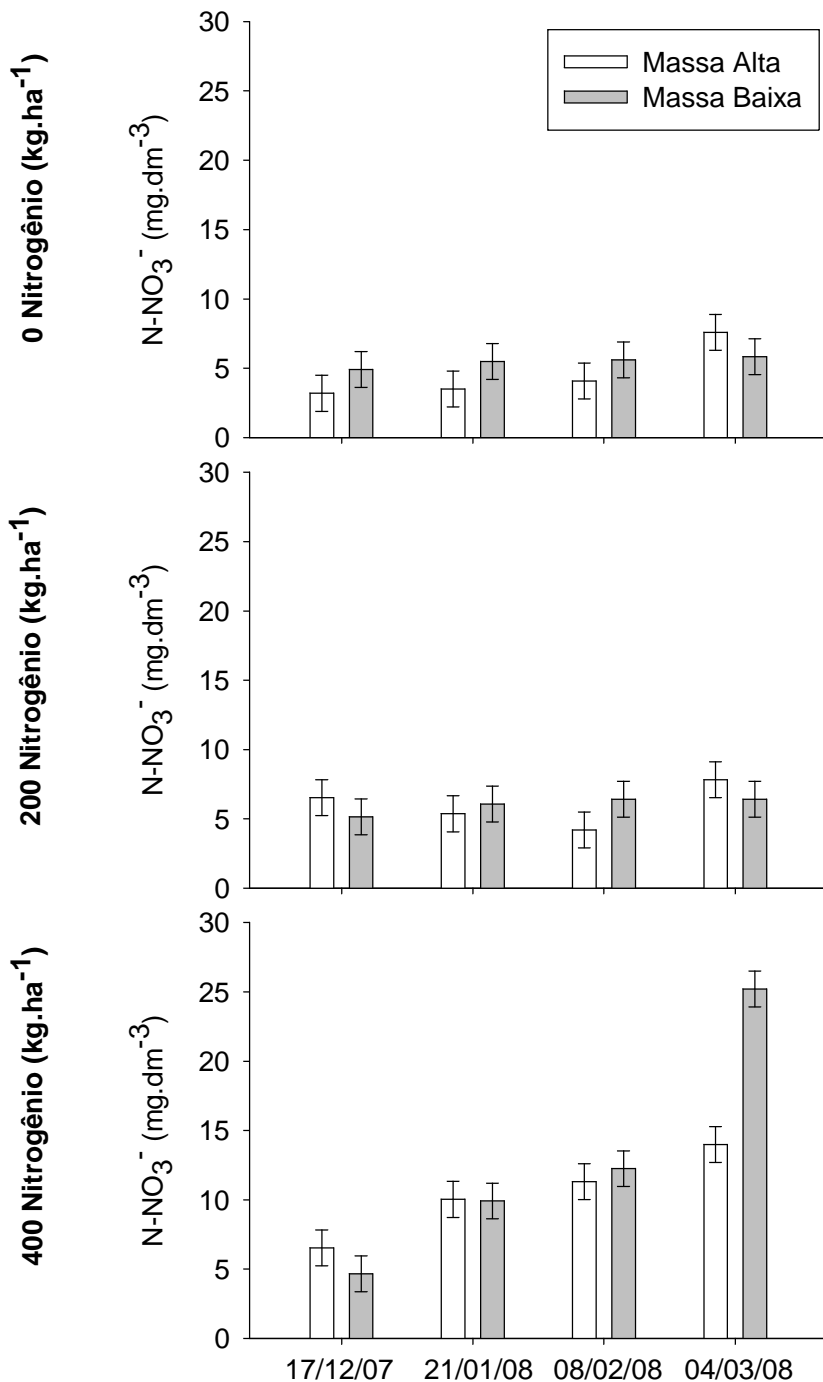 0 Nitrogênio (kg.ha⁻¹)
N-NO₃⁻ (mg.dm⁻³)
30
25
20
15
10
5
0
Massa Alta
Massa Baixa
200 Nitrogênio (kg.ha⁻¹)
N-NO₃⁻ (mg.dm⁻³)
30
25
20
15
10
5
0
400 Nitrogênio (kg.ha⁻¹)
N-NO₃⁻ (mg.dm⁻³)
30
25
20
15
10
5
0
17/12/07 21/01/08 08/02/08 04/03/08